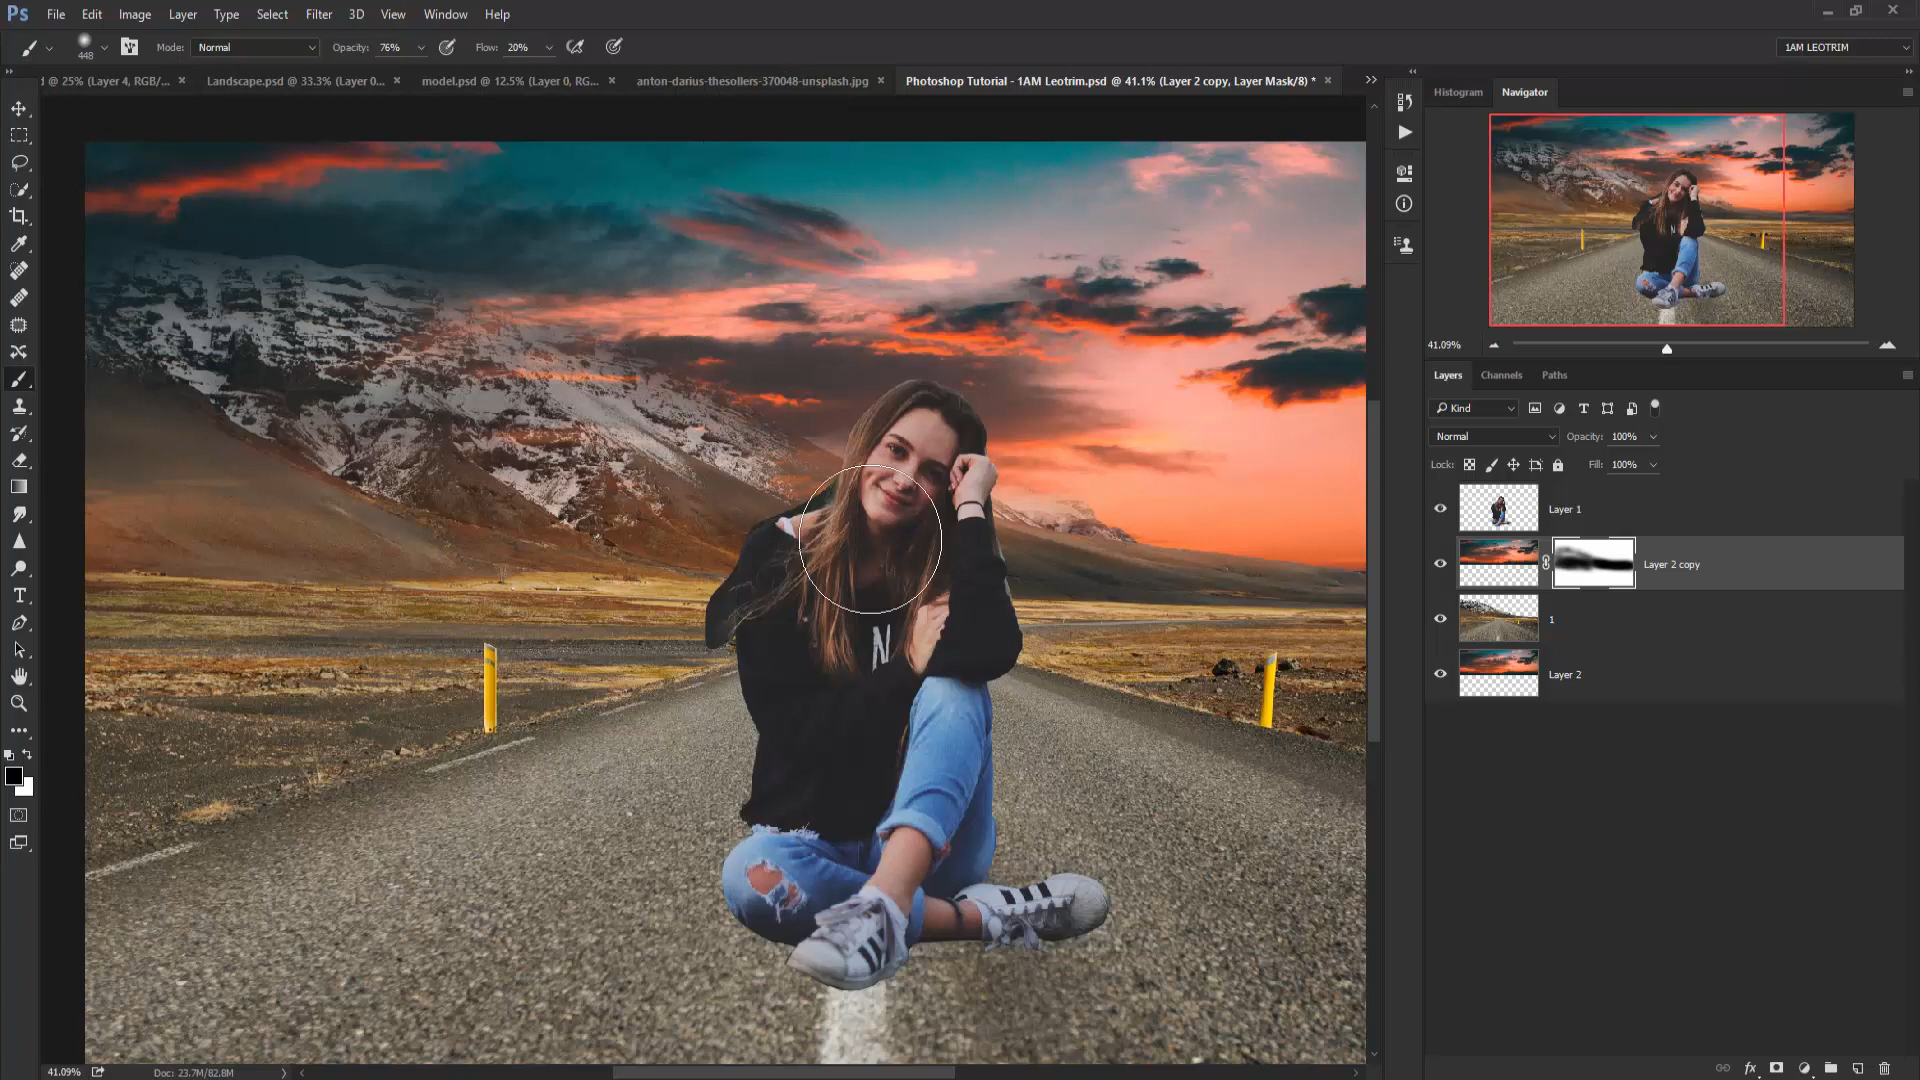 Ps File Edit Image Layer Type Select Filter 3D View Window Help
448 Mode: Normal Opacity: 76% Flow: 20% 1AM LEOTRIM
d @ 25% (Layer 4, RGB/... × Landscape.psd @ 33.3% (Layer 0... × model.psd @ 12.5% (Layer 0, RG... × anton-darius-thesollers-370048-unsplash.jpg × Photoshop Tutorial - 1AM Leotrim.psd @ 41.1% (Layer 2 copy, Layer Mask/8) * ×
Histogram Navigator
41.09%
Layers Channels Paths
Kind
Normal Opacity: 100%
Lock: Fill: 100%
Layer 1
Layer 2 copy
1
Layer 2
N
41.09% Doc: 23.7M/82.8M
fx